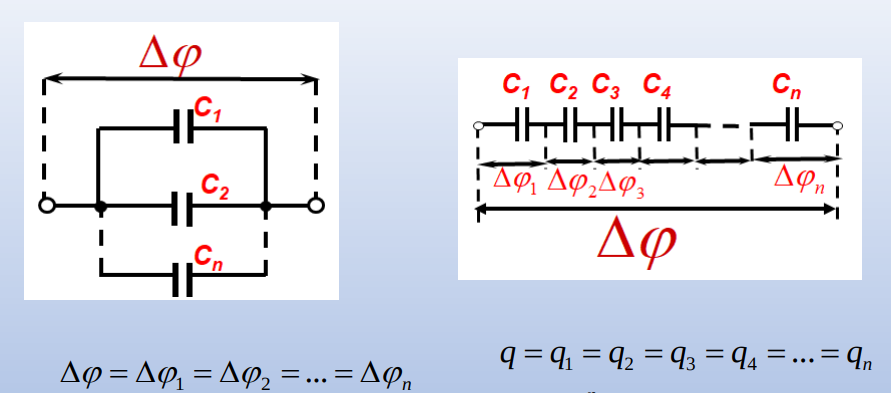 Δφ
C₁
C₂
Cₙ
Δφ = Δφ₁ = Δφ₂ = ... = Δφₙ
C₁ C₂ C₃ C₄ Cₙ
Δφ₁ Δφ₂ Δφ₃ Δφₙ
Δφ
q = q₁ = q₂ = q₃ = q₄ = ... = qₙ